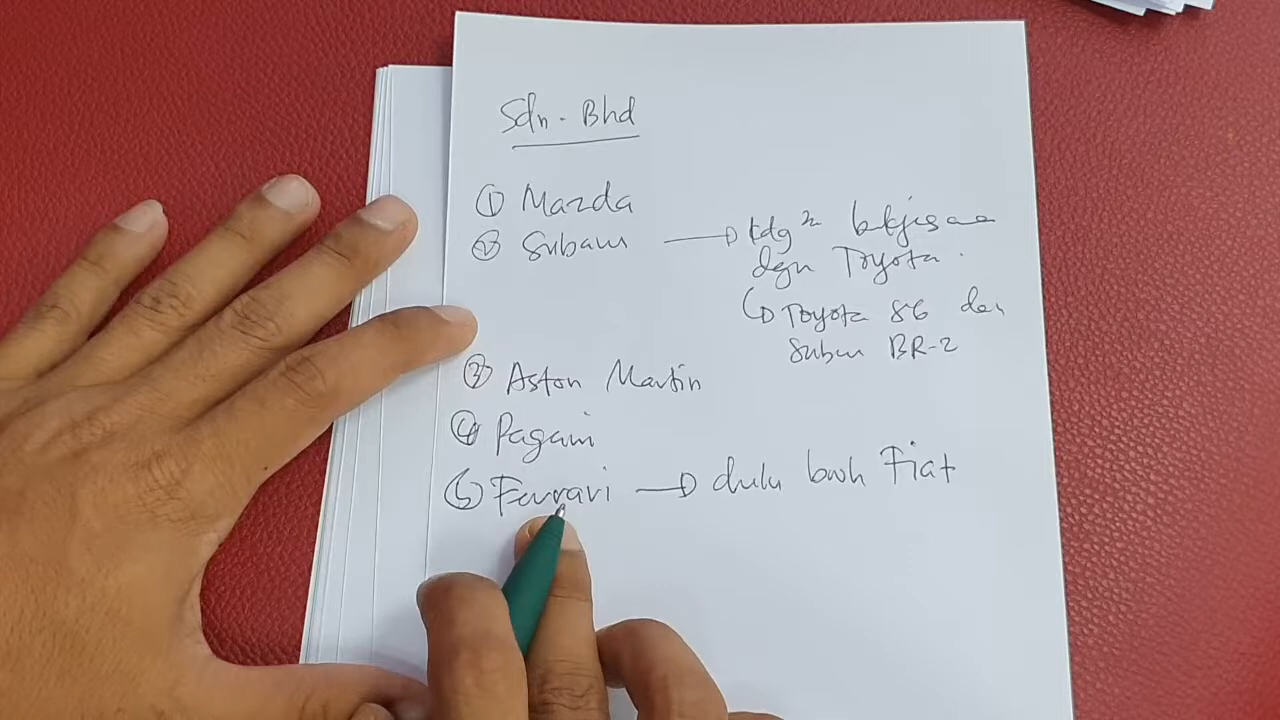 Sdn. Bhd
① Mazda
② Subaru → kdg² bekerjasama
dgn Toyota.
↳ Toyota 86 dan
Subaru BR-Z
③ Aston Martin
④ Pagani
⑤ Ferrari → dulu bwh Fiat